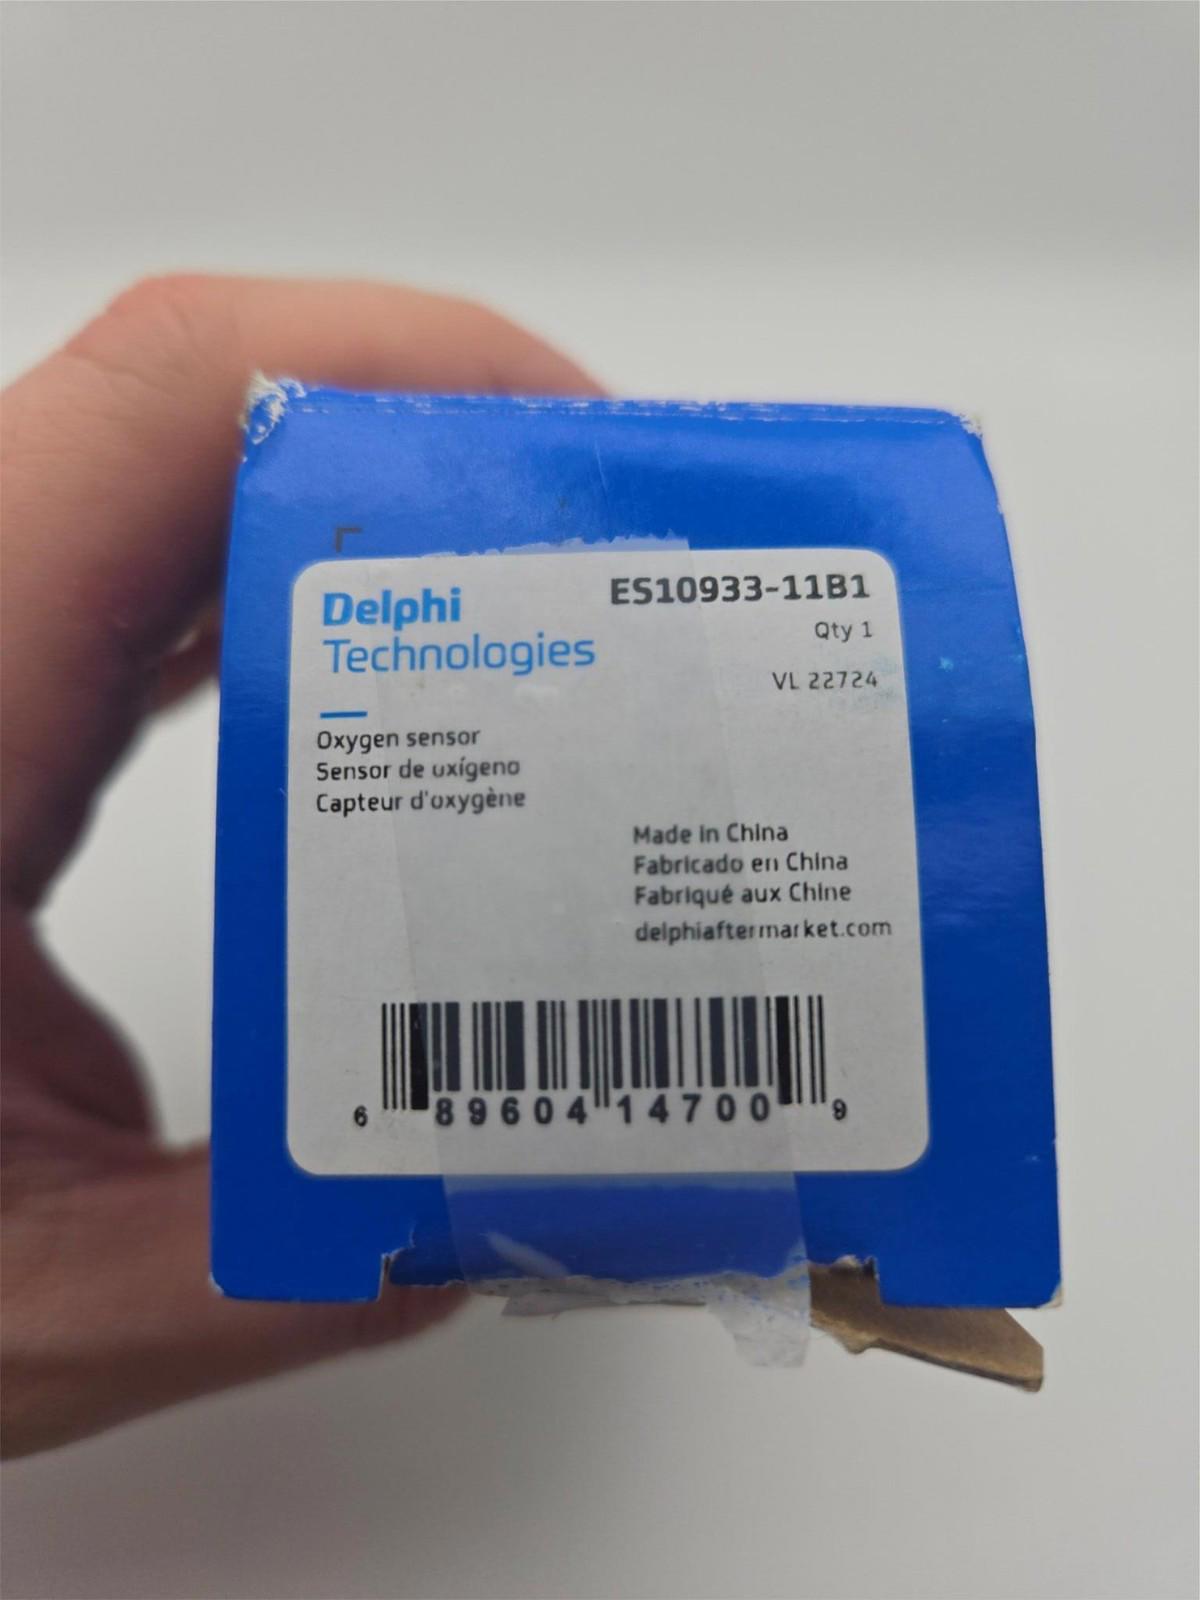 Delphi
Technologies
ES10933-11B1
Qty 1
VL 22724
Oxygen sensor
Sensor de oxígeno
Capteur d'oxygène
Made in China
Fabricado en China
Fabriqué aux Chine
delphiaftermarket.com
6 89604 14700 9